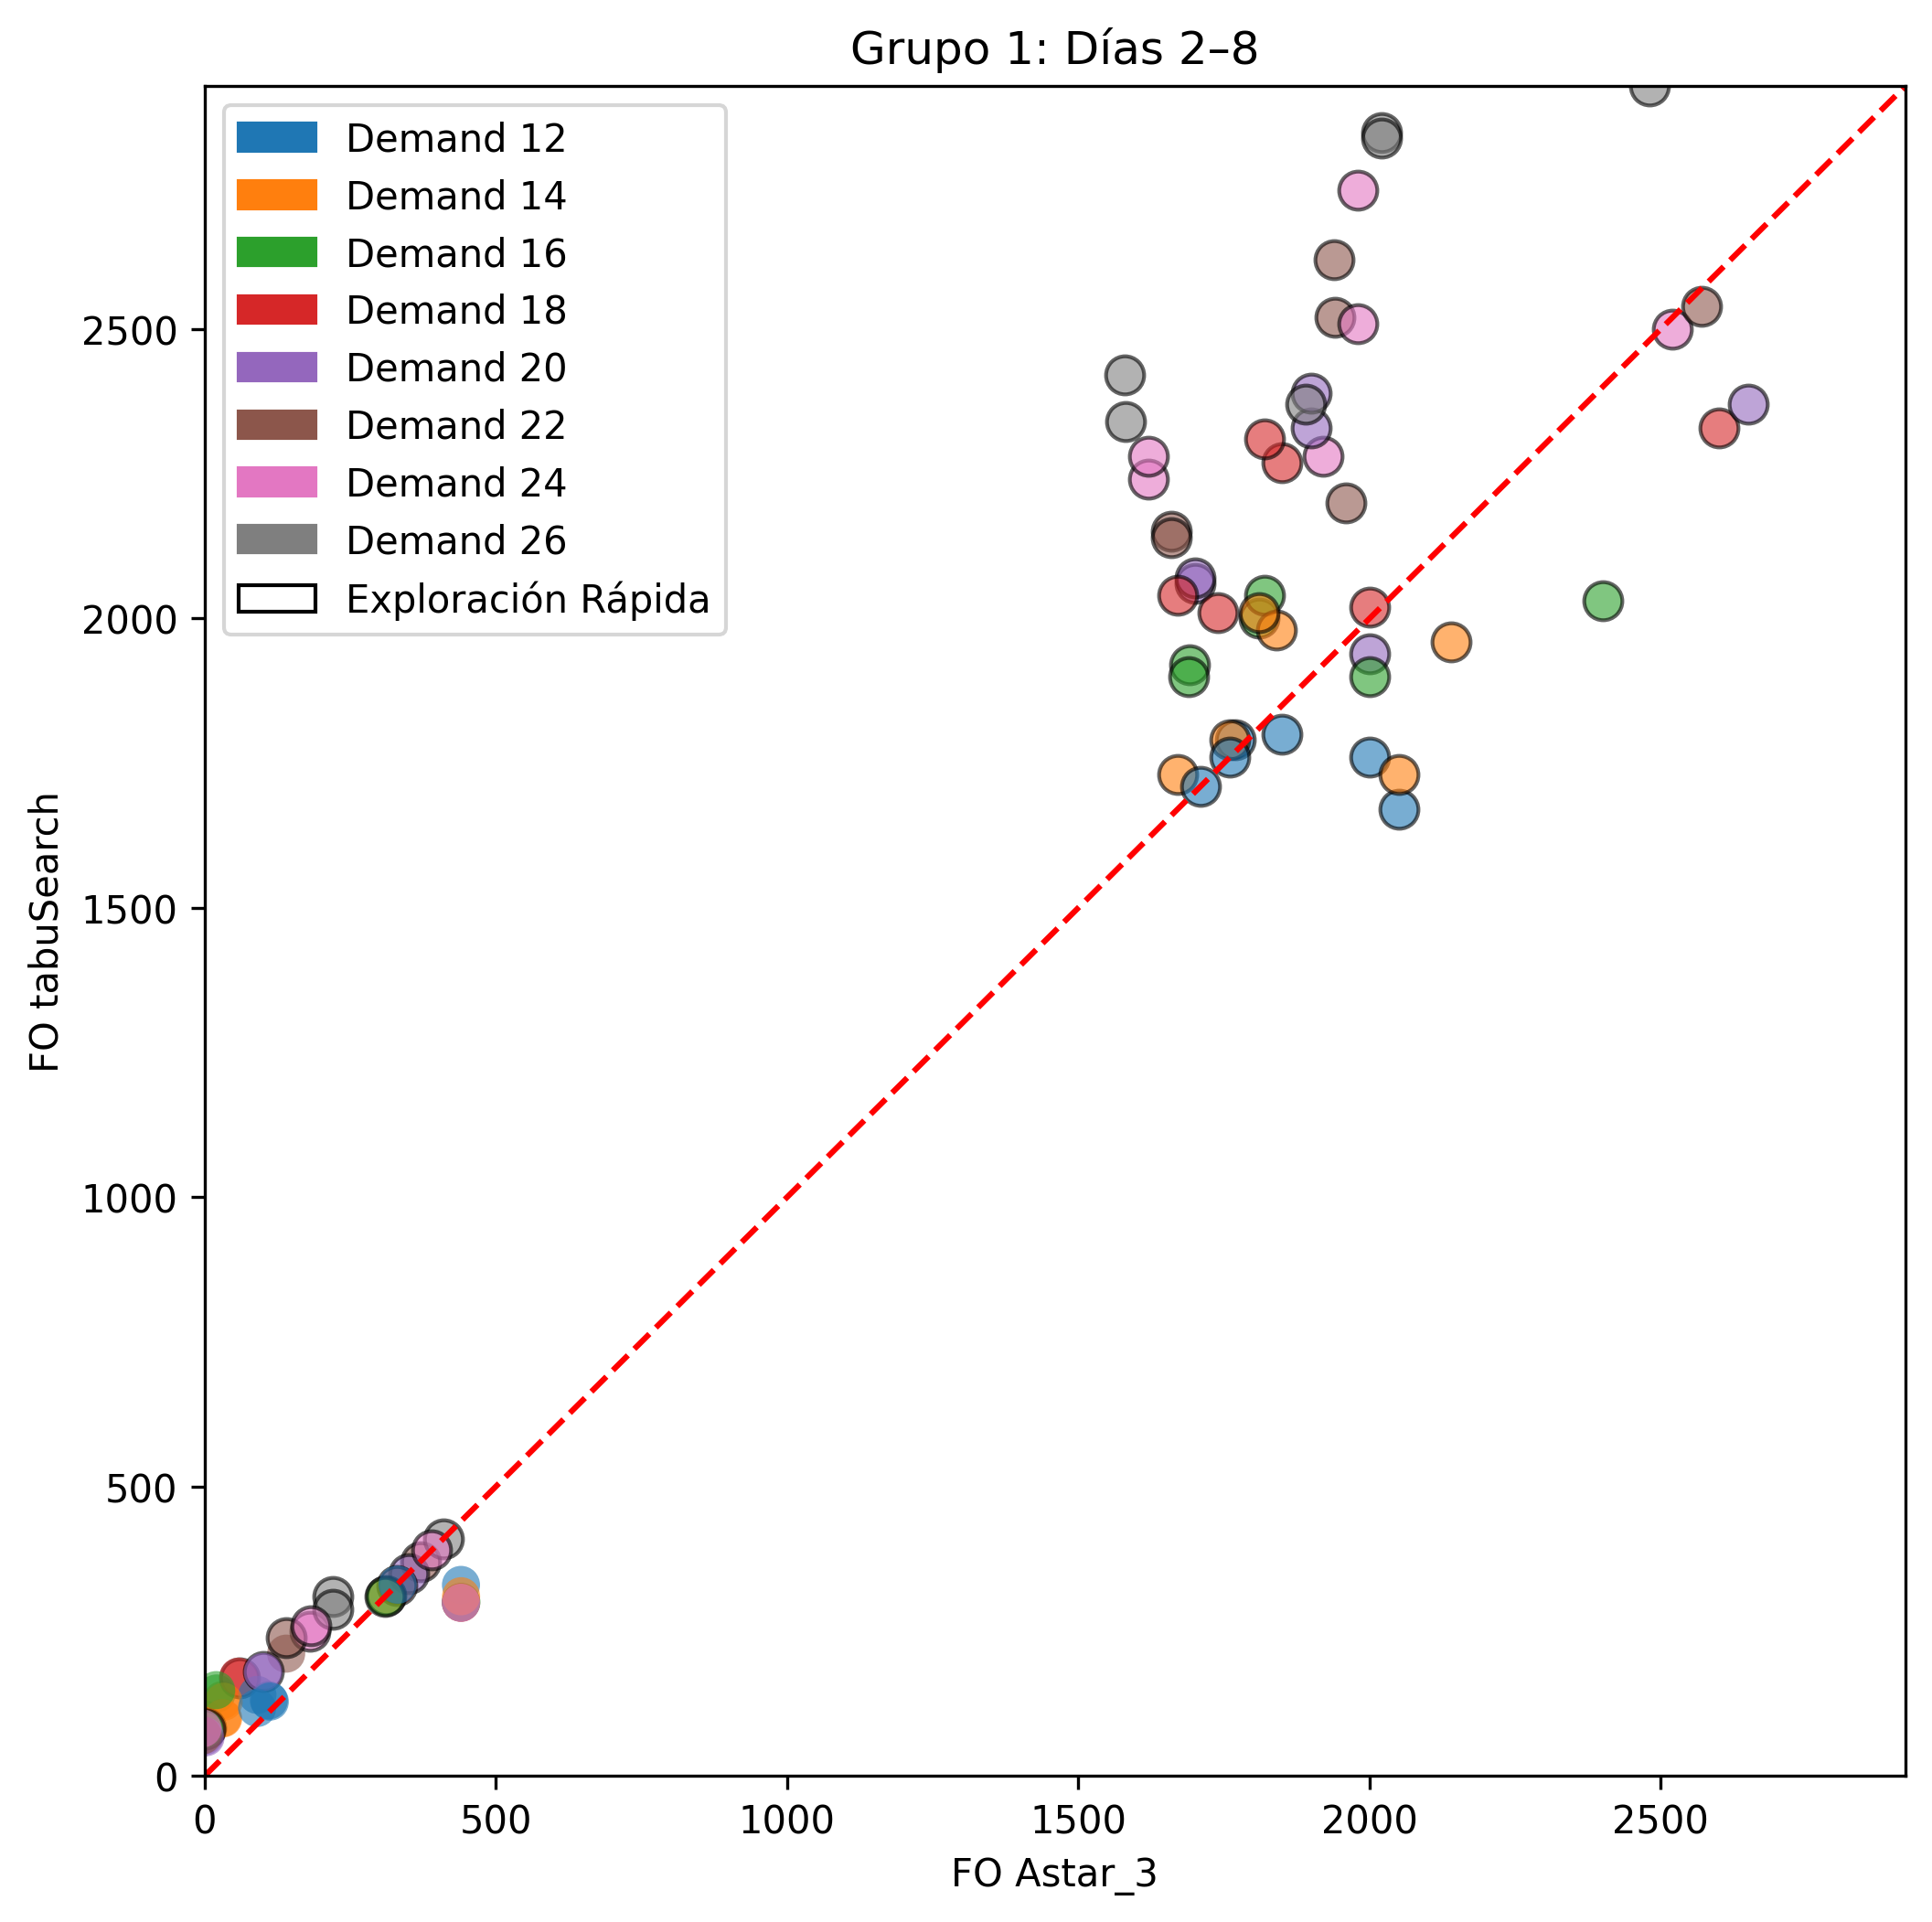 Grupo 1: Días 2–8
Demand 12
Demand 14
Demand 16
Demand 18
Demand 20
Demand 22
Demand 24
Demand 26
Exploración Rápida
2500
2000
1500
1000
500
0
FO tabuSearch
0 500 1000 1500 2000 2500
FO Astar_3